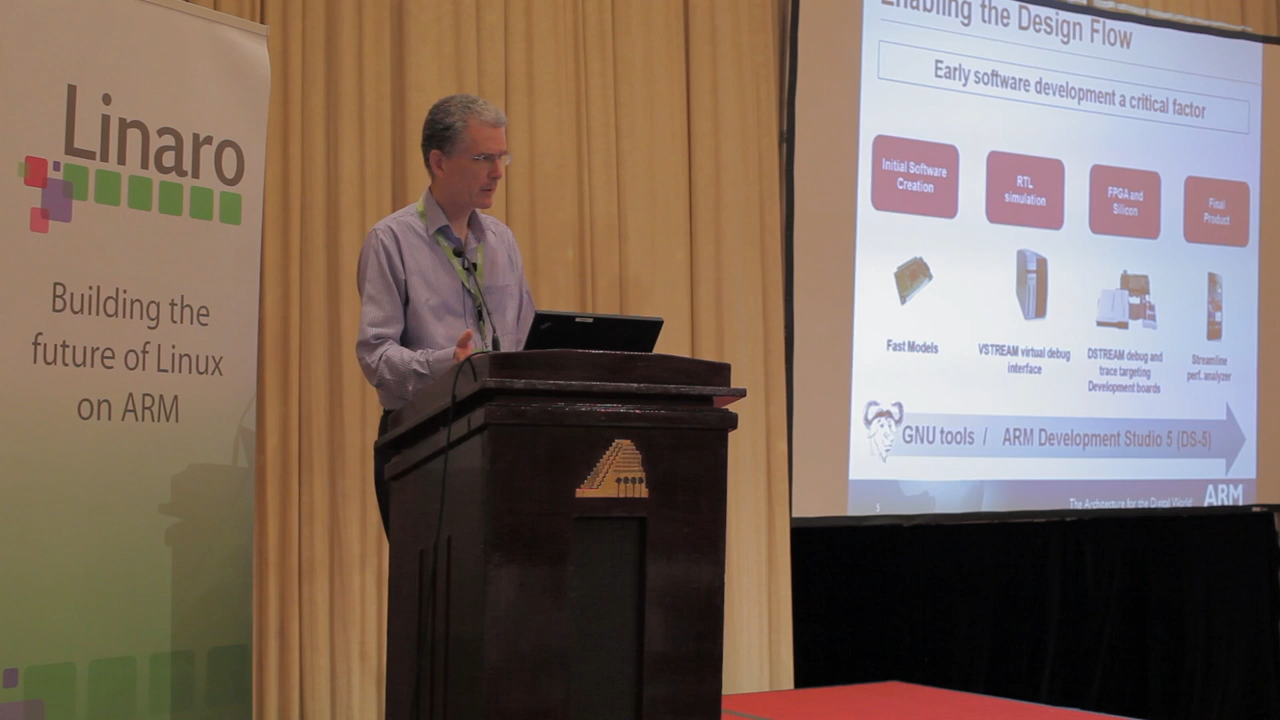 Linaro
Building the
future of Linux
on ARM
Enabling the Design Flow
Early software development a critical factor
Initial Software
Creation
RTL
simulation
FPGA and
Silicon
Final
Product
Fast Models
VSTREAM virtual debug
interface
DSTREAM debug and
trace targeting
Development boards
Streamline
perf. analyzer
GNU tools / ARM Development Studio 5 (DS-5)
5
The Architecture for the Digital World
ARM